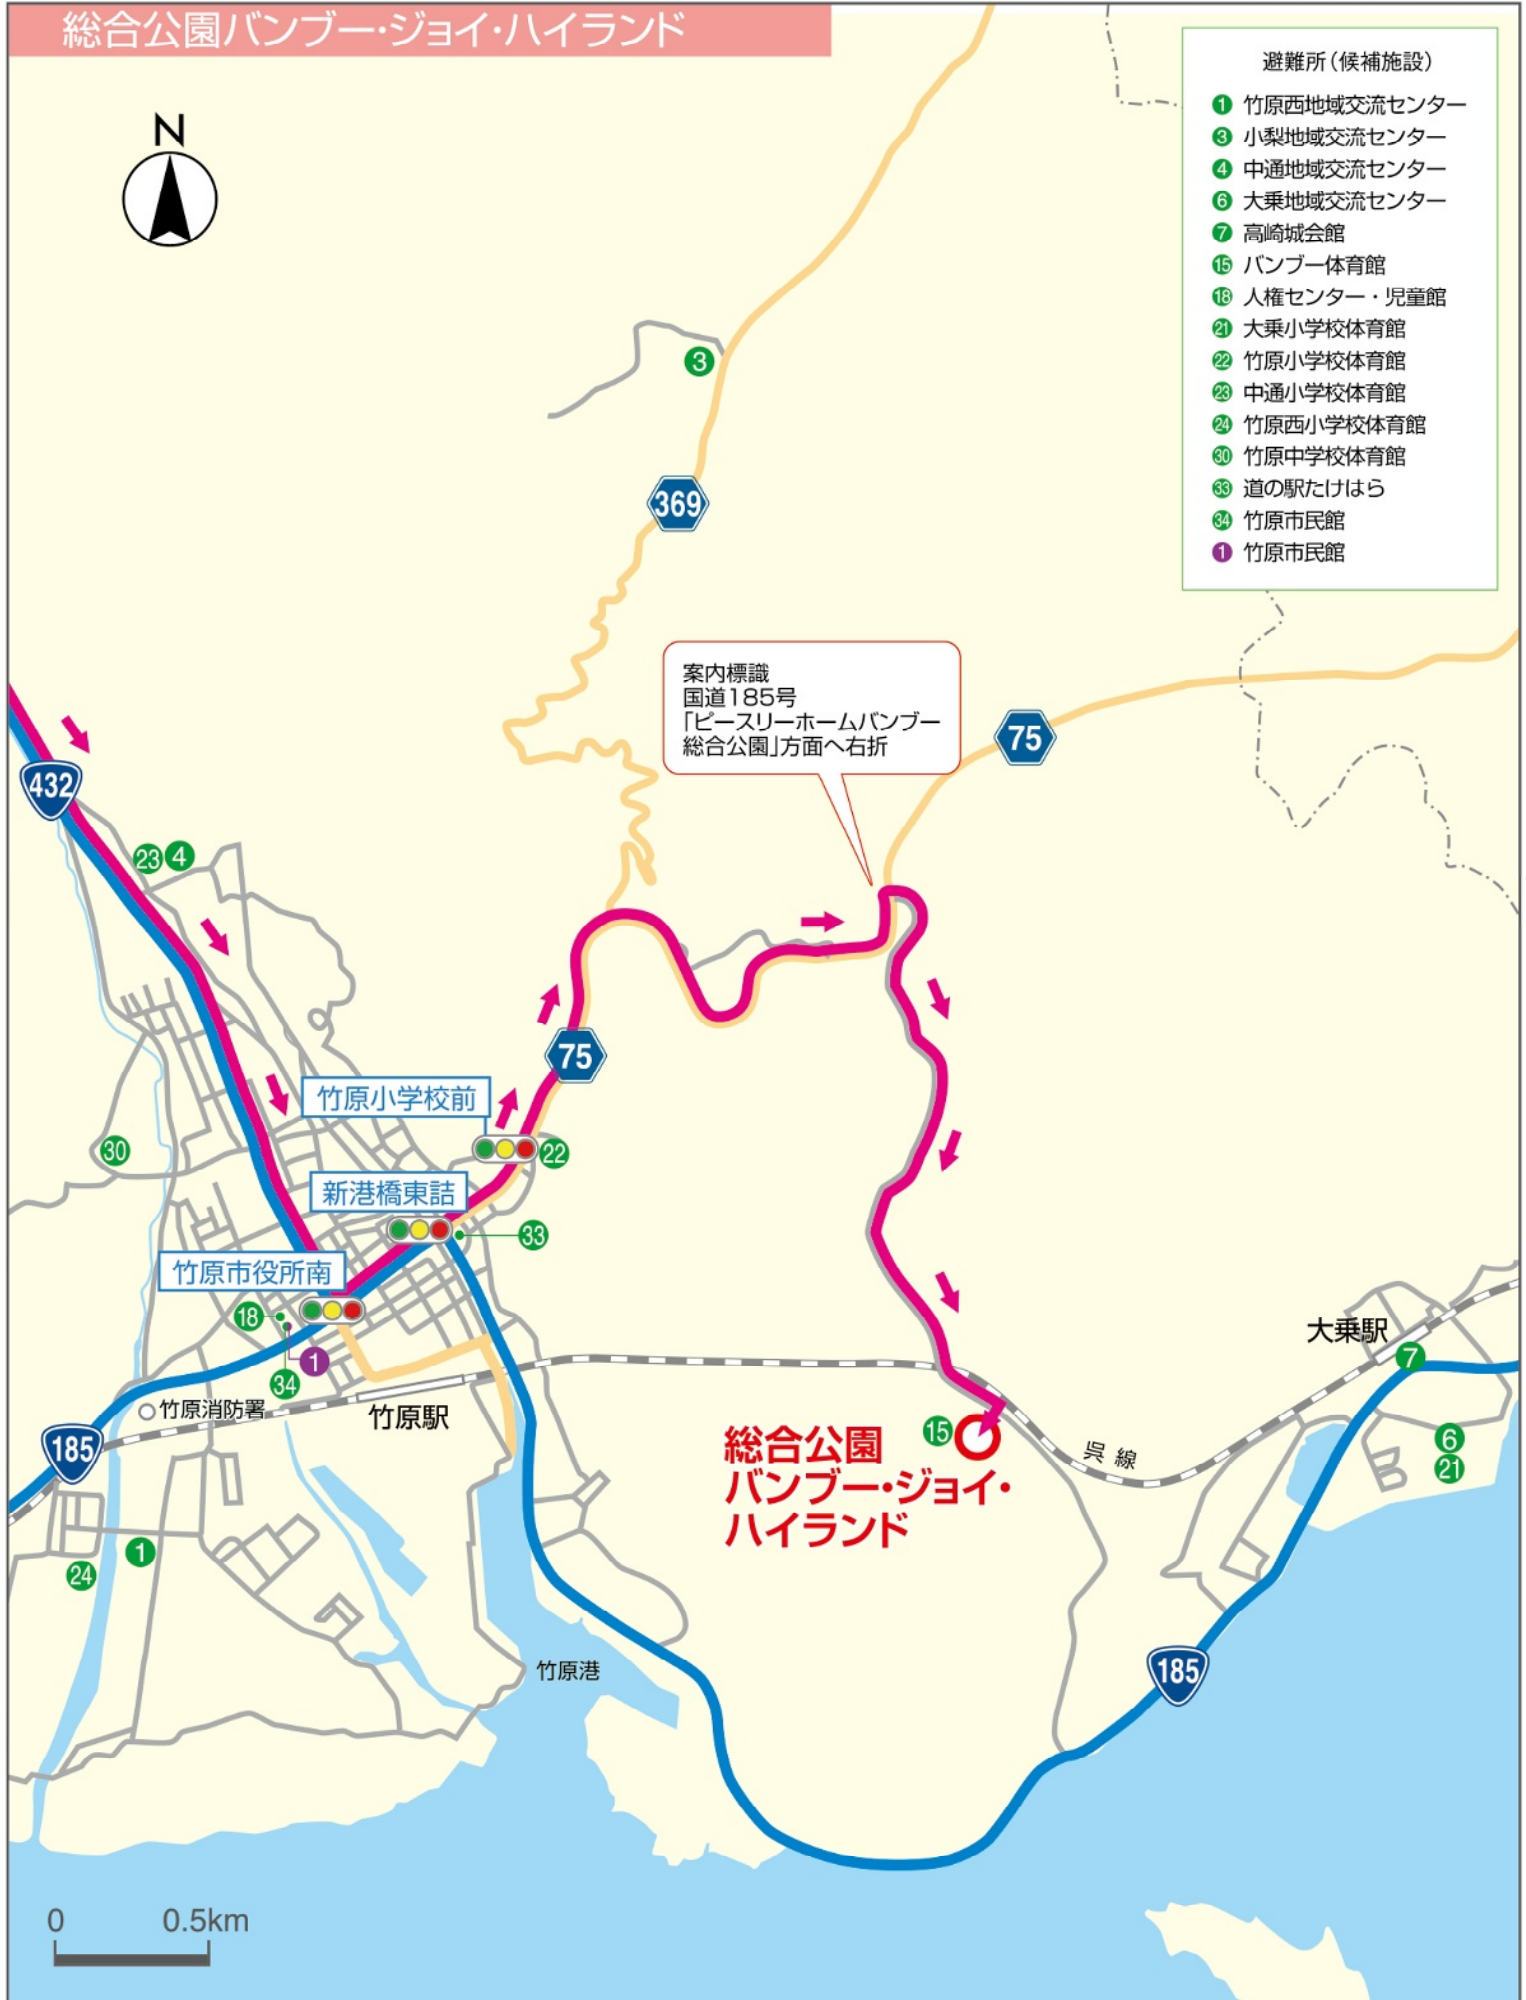 総合公園バンブー・ジョイ・ハイランド
N
避難所(候補施設)
1 竹原西地域交流センター
3 小梨地域交流センター
4 中通地域交流センター
6 大乗地域交流センター
7 高崎城会館
15 バンブー体育館
18 人権センター・児童館
21 大乗小学校体育館
22 竹原小学校体育館
23 中通小学校体育館
24 竹原西小学校体育館
30 竹原中学校体育館
33 道の駅たけはら
34 竹原市民館
1 竹原市民館
3
369
案内標識
国道185号
「ピースリーホームバンブー
総合公園」方面へ右折
75
432
23 4
75
竹原小学校前
22
30
新港橋東詰
33
竹原市役所南
18
1
34
大乗駅
7
竹原消防署
竹原駅
185
15
総合公園
バンブー・ジョイ・
ハイランド
呉線
6
21
1
24
竹原港
185
0 0.5km